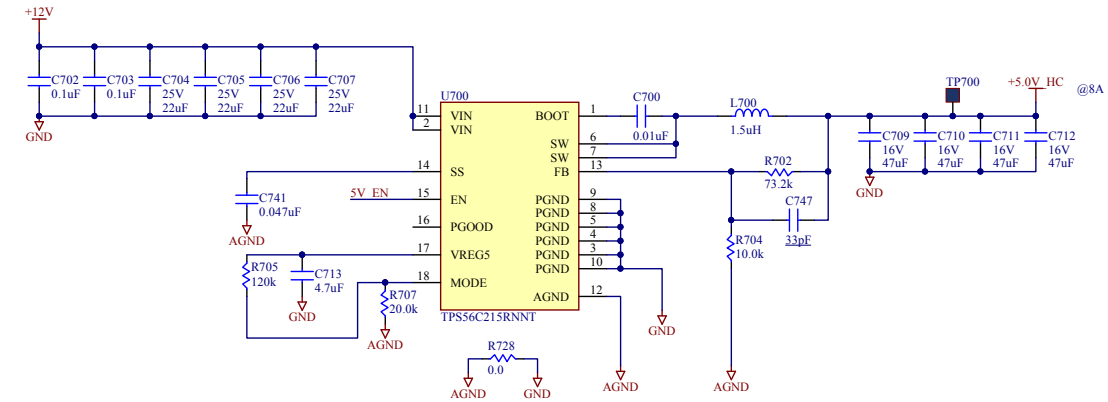 +12V
C702
0.1uF
C703
0.1uF
C704
25V
22uF
C705
25V
22uF
C706
25V
22uF
C707
25V
22uF
GND
U700
11
VIN
2
VIN
14
SS
15
EN
16
PGOOD
17
VREG5
18
MODE
BOOT
1
SW
6
SW
7
FB
13
PGND
9
PGND
8
PGND
5
PGND
4
PGND
3
PGND
10
AGND
12
TPS56C215RNNT
C741
0.047uF
AGND
5V_EN
R705
120k
C713
4.7uF
GND
R707
20.0k
AGND
R728
0.0
AGND
GND
C700
0.01uF
L700
1.5uH
R702
73.2k
C747
33pF
R704
10.0k
GND
AGND
AGND
TP700
+5.0V_HC
@8A
C709
16V
47uF
C710
16V
47uF
C711
16V
47uF
C712
16V
47uF
GND